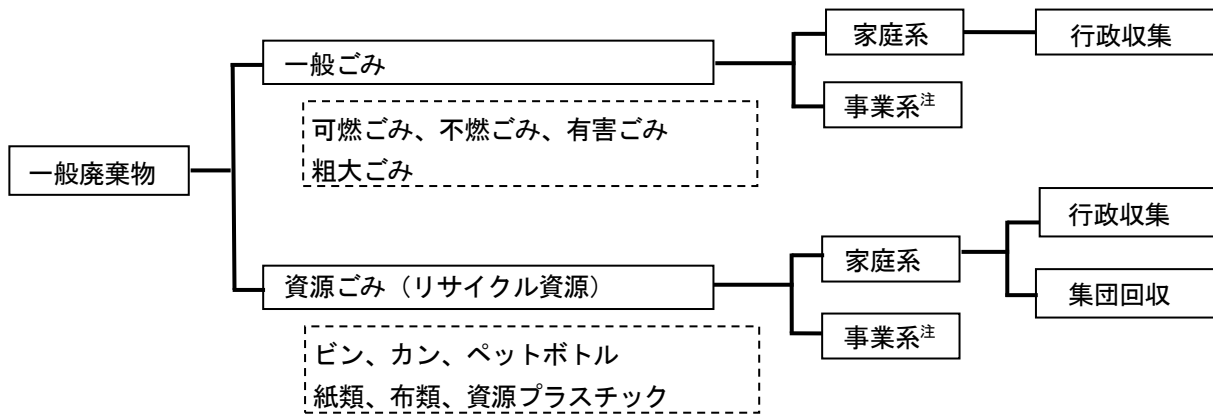 一般廃棄物
一般ごみ
可燃ごみ、不燃ごみ、有害ごみ
粗大ごみ
家庭系
行政収集
事業系注
資源ごみ（リサイクル資源）
ビン、カン、ペットボトル
紙類、布類、資源プラスチック
家庭系
行政収集
集団回収
事業系注